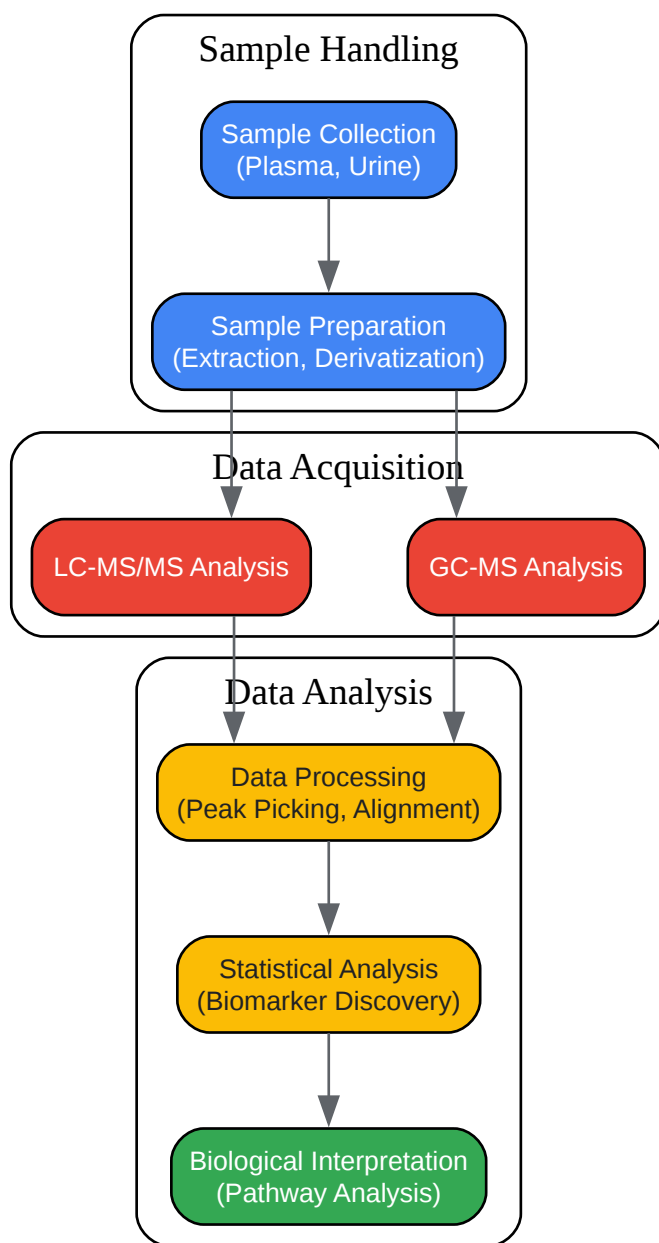 Sample Handling
Sample Collection
(Plasma, Urine)
Sample Preparation
(Extraction, Derivatization)
Data Acquisition
LC-MS/MS Analysis
GC-MS Analysis
Data Analysis
Data Processing
(Peak Picking, Alignment)
Statistical Analysis
(Biomarker Discovery)
Biological Interpretation
(Pathway Analysis)